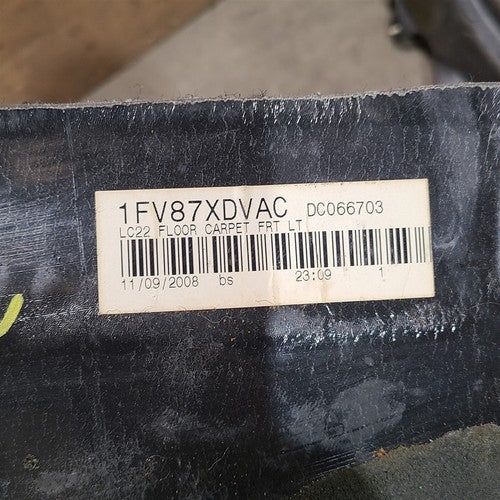 1FV87XDVAC DC066703
LC22 FLOOR CARPET FRT LT
11/09/2008 bs 23:09 1